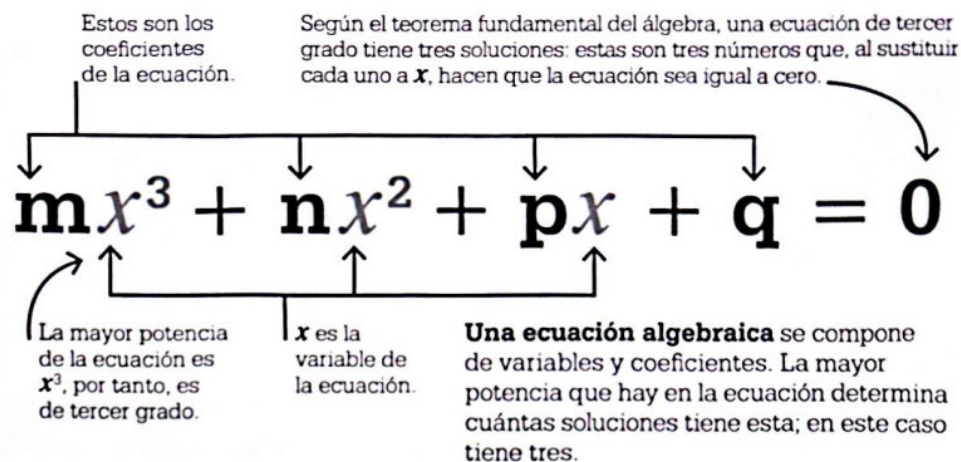 Estos son los
coeficientes
de la ecuación.
Según el teorema fundamental del álgebra, una ecuación de tercer
grado tiene tres soluciones: estas son tres números que, al sustituir
cada uno a x, hacen que la ecuación sea igual a cero.
mx³ + nx² + px + q = 0
La mayor potencia
de la ecuación es
x³, por tanto, es
de tercer grado.
x es la
variable de
la ecuación.
Una ecuación algebraica se compone
de variables y coeficientes. La mayor
potencia que hay en la ecuación determina
cuántas soluciones tiene esta; en este caso
tiene tres.